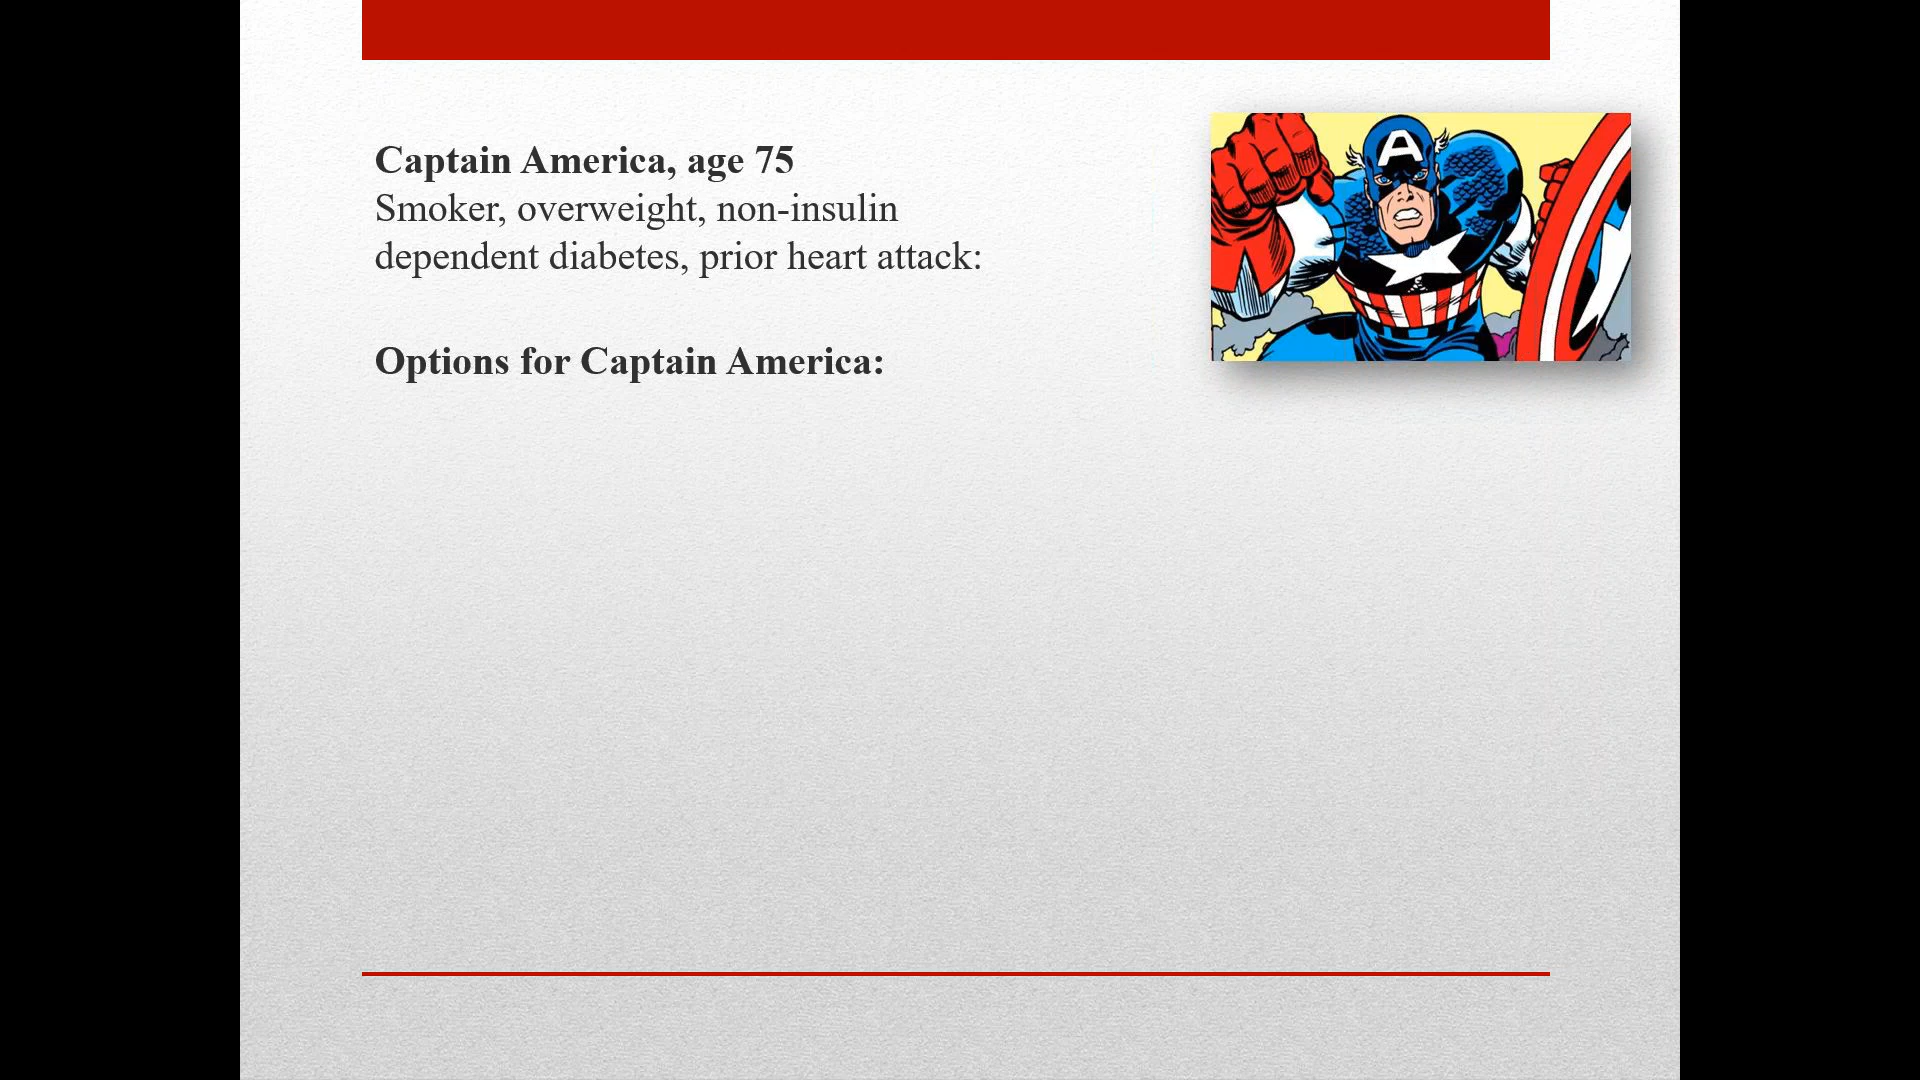 Captain America, age 75
Smoker, overweight, non-insulin
dependent diabetes, prior heart attack:
Options for Captain America:
A